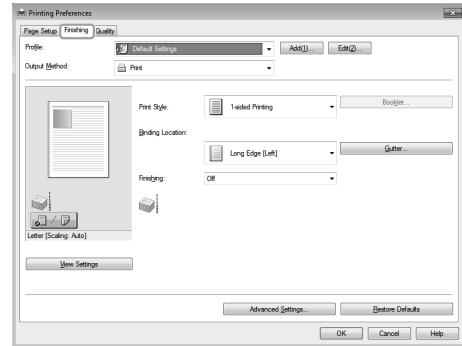 Printing Preferences
Page Setup Finishing Quality
Profile: Default Settings Add(1)... Edit(2)...
Output Method: Print
Print Style: 1-sided Printing Booklet...
Binding Location:
Long Edge [Left] Gutter...
Finishing: Off
Letter [Scaling: Auto]
View Settings
Advanced Settings... Restore Defaults
OK Cancel Help